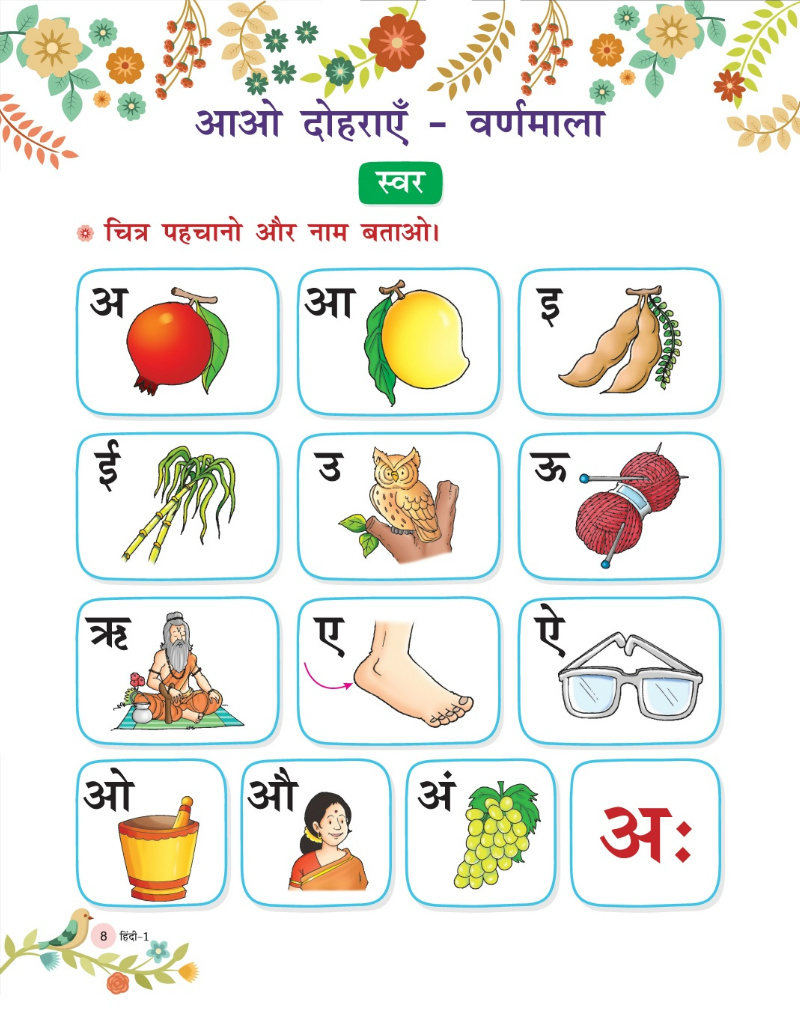 आओ दोहराएँ - वर्णमाला
स्वर
चित्र पहचानो और नाम बताओ।
अ आ इ
ई उ ऊ
ऋ ए ऐ
ओ औ अं अः
8 हिंदी-1